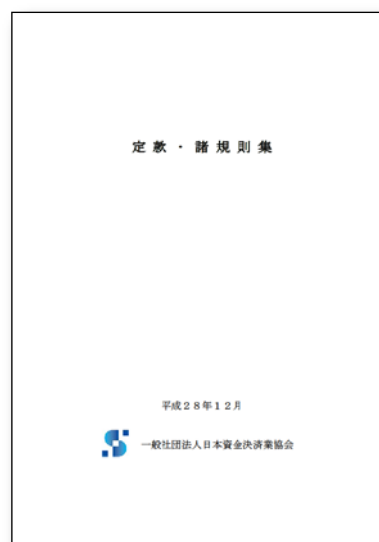 定 款 ・ 諸 規 則 集
平成２８年１２月
一般社団法人日本資金決済業協会